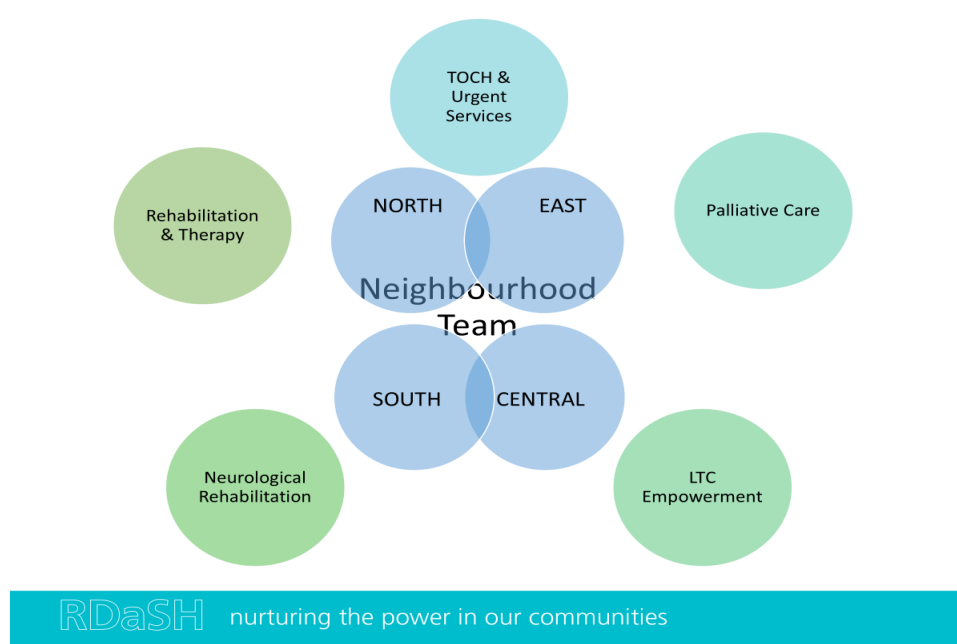 TOCH &
Urgent
Services
Rehabilitation
& Therapy
NORTH
EAST
Palliative Care
Neighbourhood
Team
SOUTH
CENTRAL
Neurological
Rehabilitation
LTC
Empowerment
RDaSH
nurturing the power in our communities